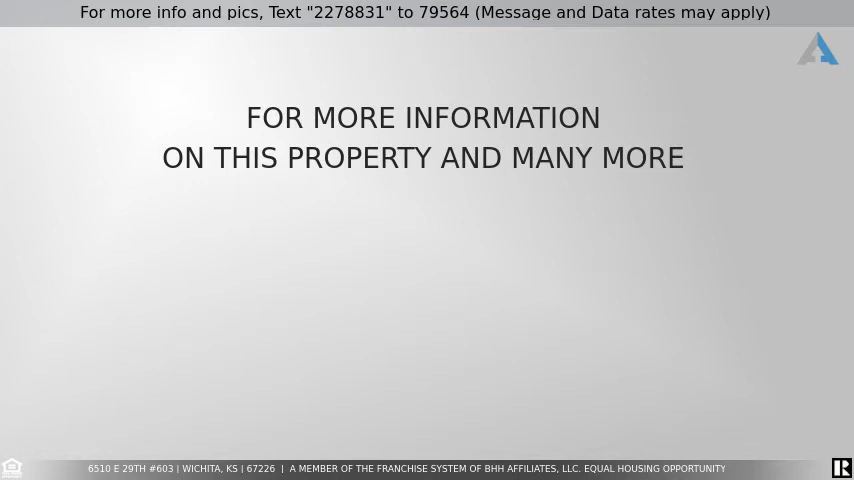 For more info and pics, Text "2278831" to 79564 (Message and Data rates may apply)
FOR MORE INFORMATION
ON THIS PROPERTY AND MANY MORE
6510 E 29TH #603 | WICHITA, KS | 67226 | A MEMBER OF THE FRANCHISE SYSTEM OF BHH AFFILIATES, LLC. EQUAL HOUSING OPPORTUNITY